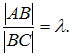 |AB| / |BC| = λ.